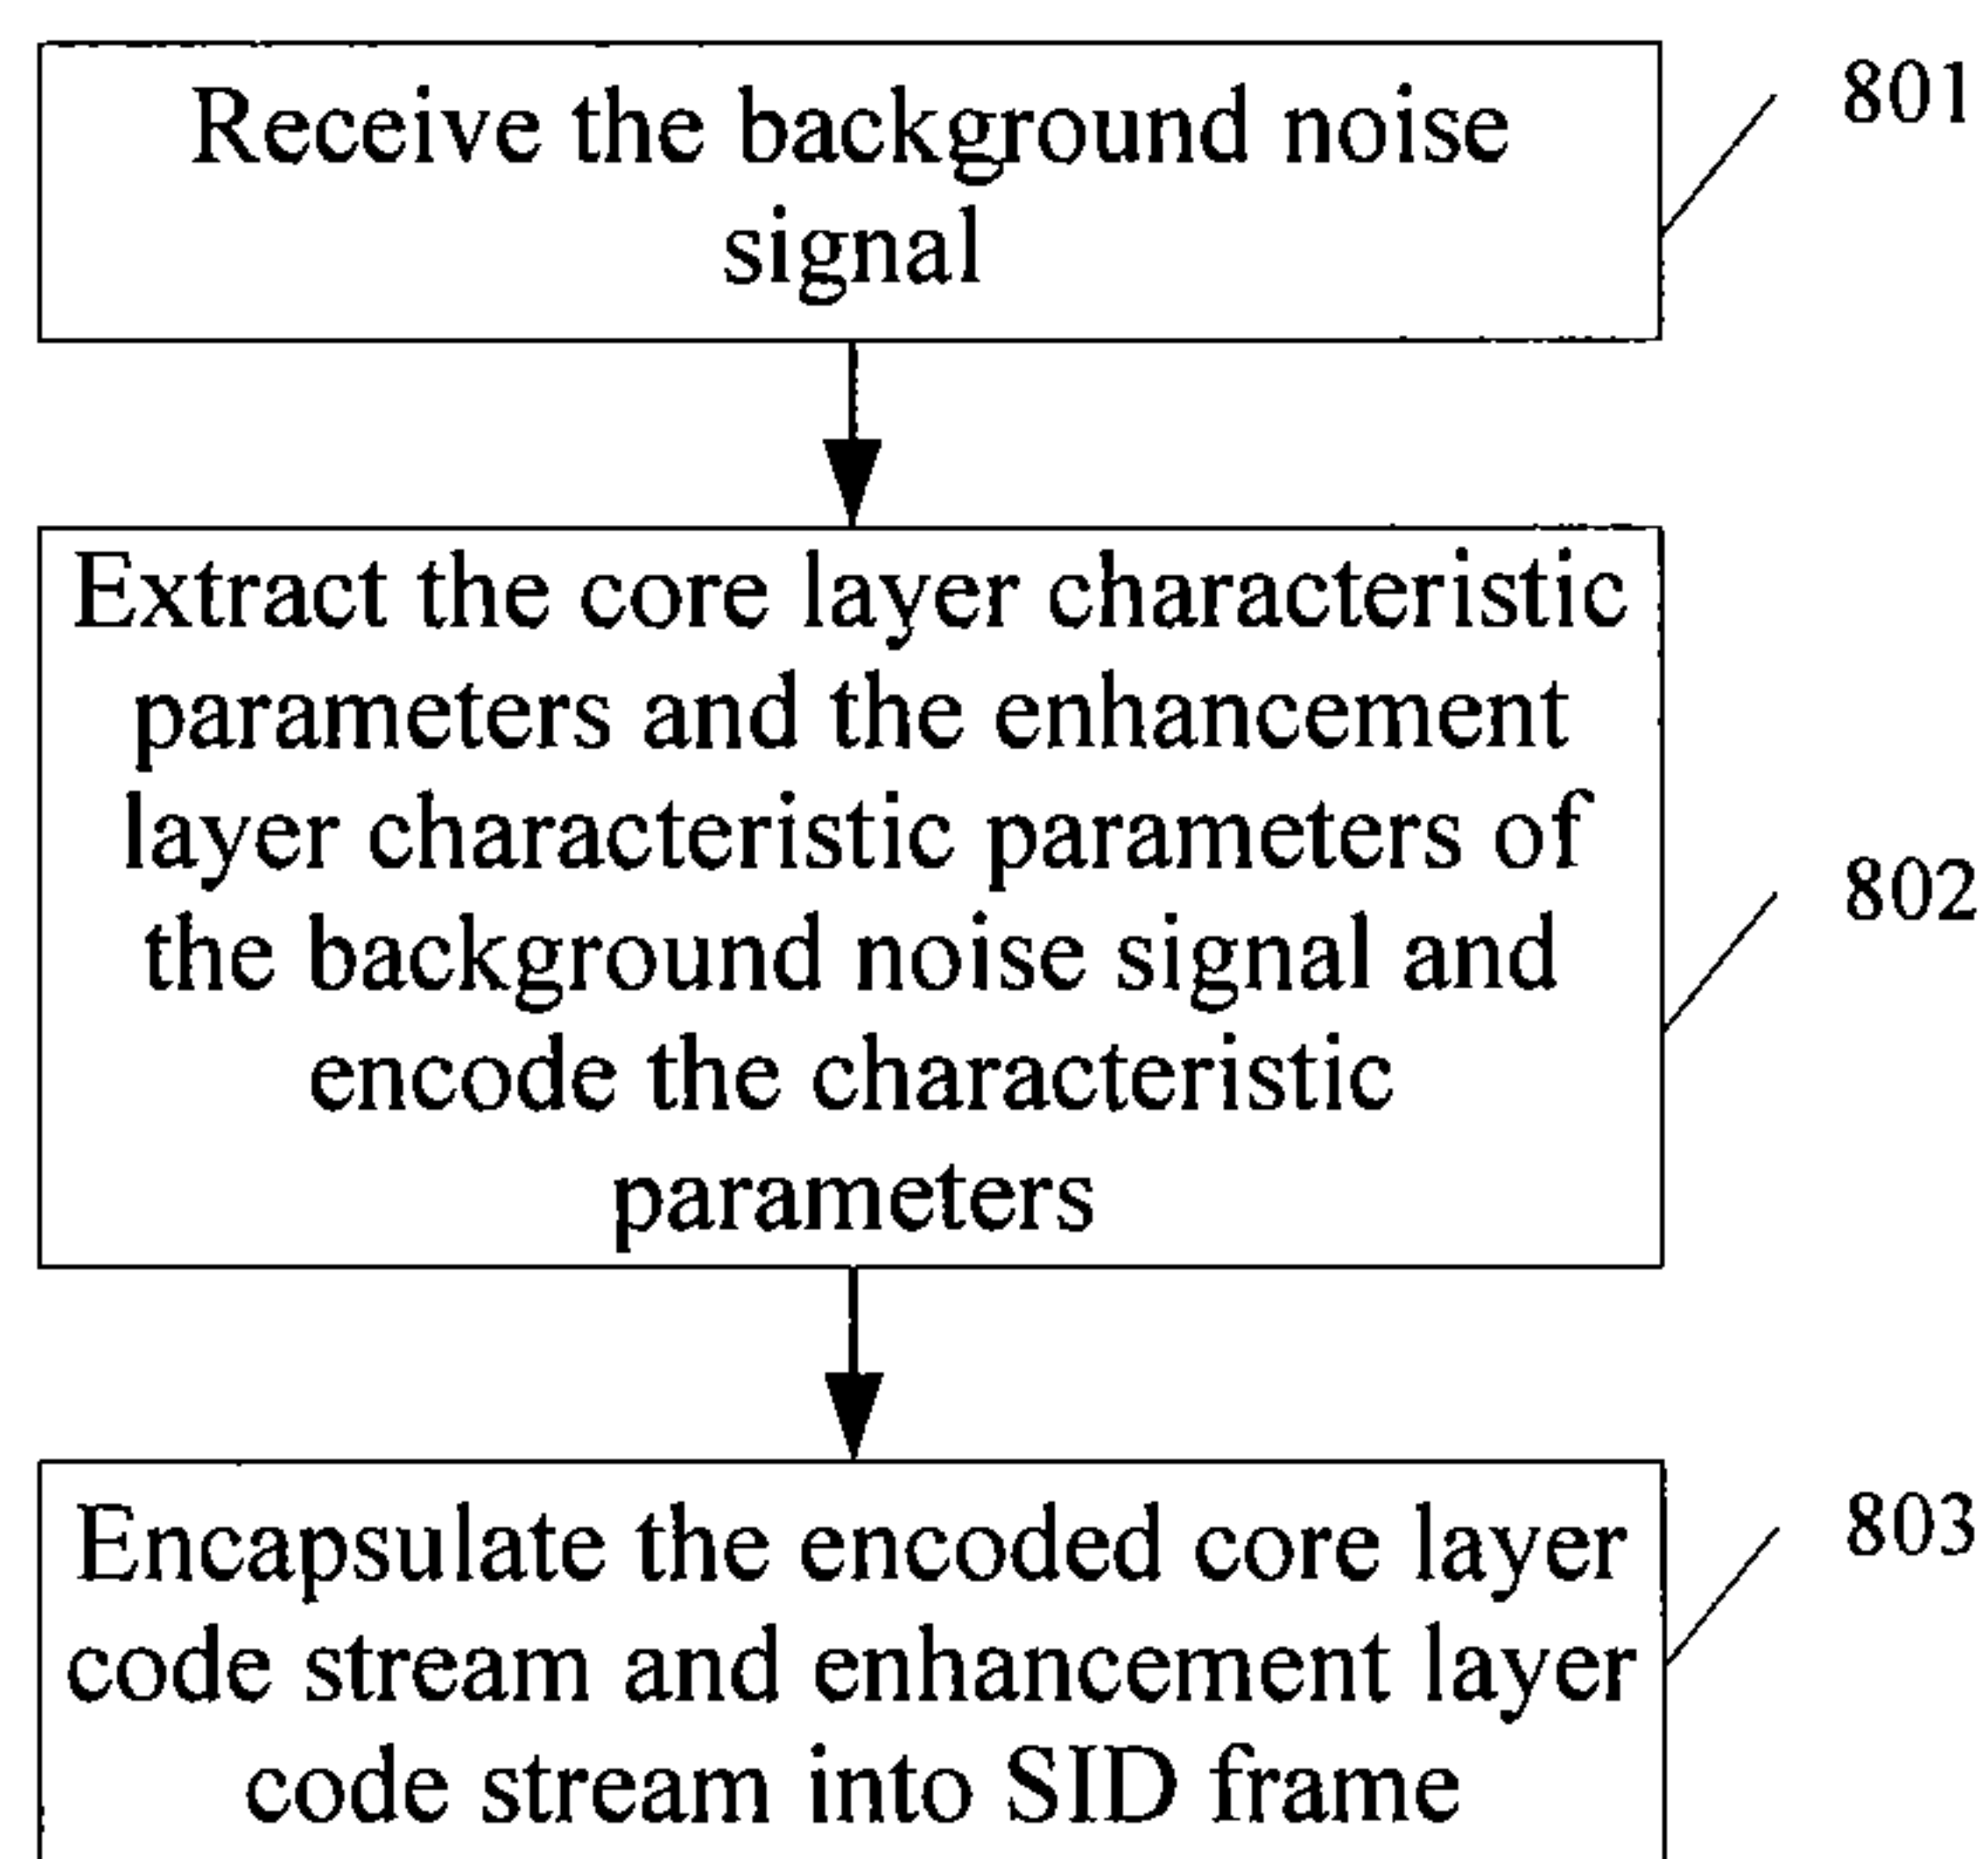 Receive the background noise
signal
801
Extract the core layer characteristic
parameters and the enhancement
layer characteristic parameters of
the background noise signal and
encode the characteristic
parameters
802
Encapsulate the encoded core layer
code stream and enhancement layer
code stream into SID frame
803